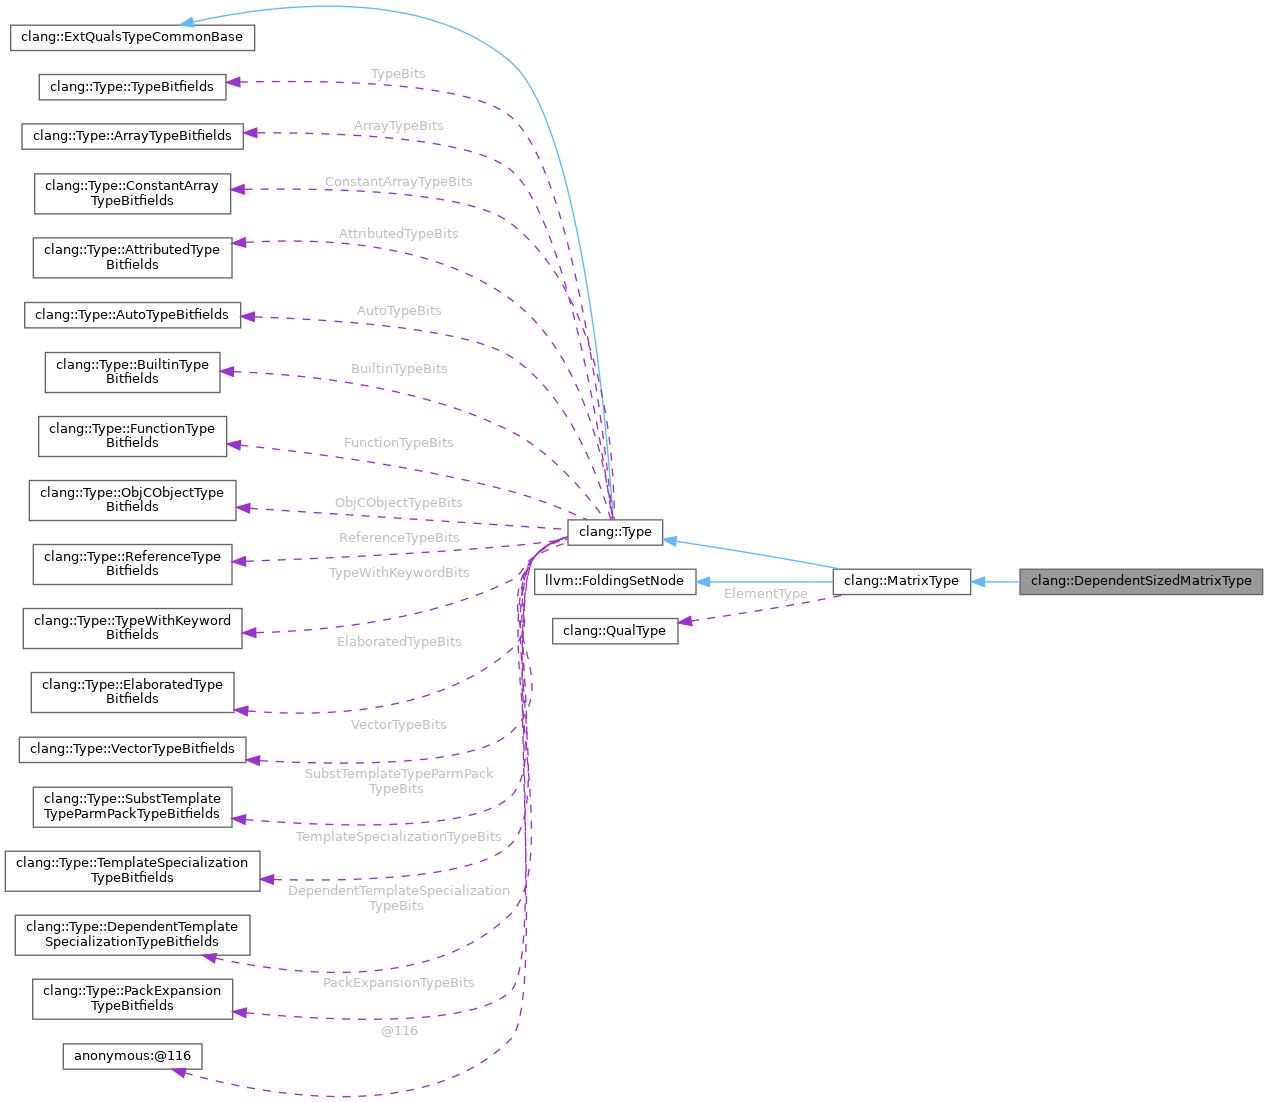 clang::ExtQualsTypeCommonBase
TypeBits
clang::Type::TypeBitfields
ArrayTypeBits
clang::Type::ArrayTypeBitfields
ConstantArrayTypeBits
clang::Type::ConstantArray
TypeBitfields
AttributedTypeBits
clang::Type::AttributedType
Bitfields
AutoTypeBits
clang::Type::AutoTypeBitfields
BuiltinTypeBits
clang::Type::BuiltinType
Bitfields
FunctionTypeBits
clang::Type::FunctionType
Bitfields
ObjCObjectTypeBits
clang::Type::ObjCObjectType
Bitfields
clang::Type
ReferenceTypeBits
clang::Type::ReferenceType
Bitfields
TypeWithKeywordBits
llvm::FoldingSetNode
clang::MatrixType
clang::DependentSizedMatrixType
ElementType
clang::QualType
clang::Type::TypeWithKeyword
Bitfields
ElaboratedTypeBits
clang::Type::ElaboratedType
Bitfields
VectorTypeBits
clang::Type::VectorTypeBitfields
SubstTemplateTypeParmPack
TypeBits
clang::Type::SubstTemplate
TypeParmPackTypeBitfields
TemplateSpecializationTypeBits
clang::Type::TemplateSpecialization
TypeBitfields
DependentTemplateSpecialization
TypeBits
clang::Type::DependentTemplate
SpecializationTypeBitfields
PackExpansionTypeBits
clang::Type::PackExpansion
TypeBitfields
@116
anonymous:@116